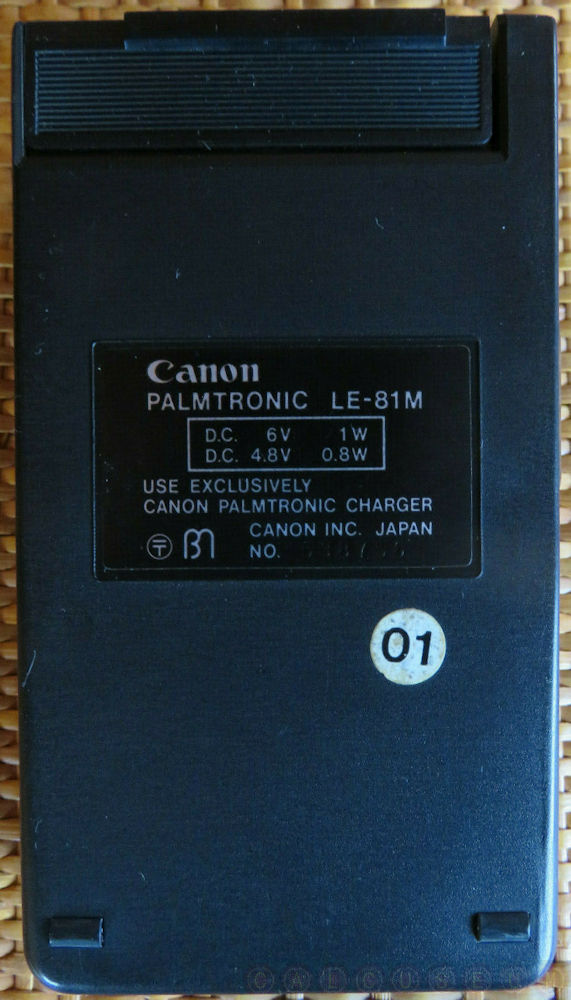 Canon
PALMTRONIC LE-81M
D.C. 6V 1W
D.C. 4.8V 0.8W
USE EXCLUSIVELY
CANON PALMTRONIC CHARGER
CANON INC. JAPAN
NO.
01